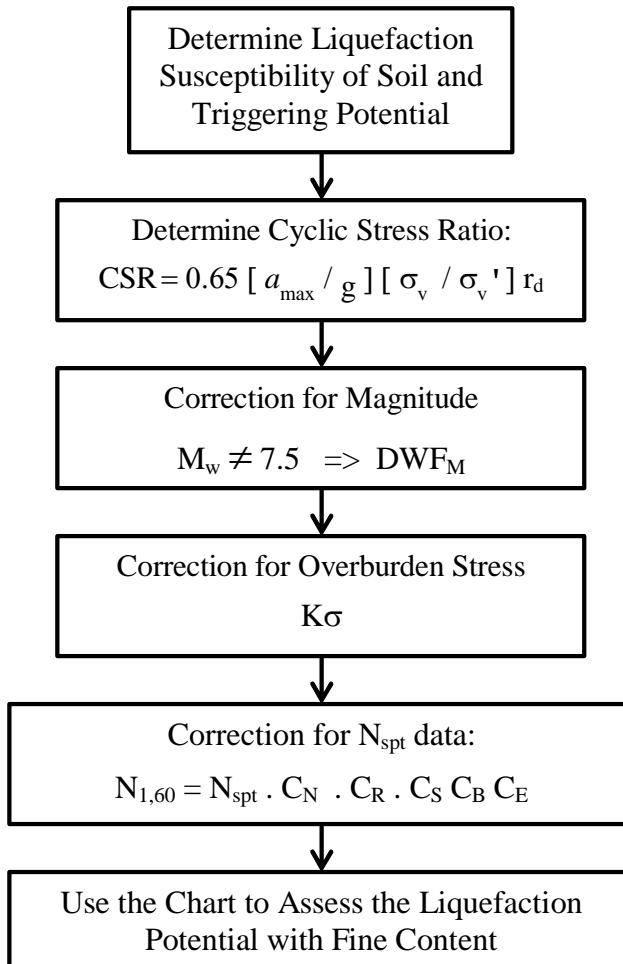 Determine Liquefaction
Susceptibility of Soil and
Triggering Potential
Determine Cyclic Stress Ratio:
CSR = 0.65 [ a_max / g ] [ σ_v / σ_v' ] r_d
Correction for Magnitude
M_w ≠ 7.5 => DWF_M
Correction for Overburden Stress
Kσ
Correction for N_spt data:
N_1,60 = N_spt . C_N . C_R . C_S C_B C_E
Use the Chart to Assess the Liquefaction
Potential with Fine Content